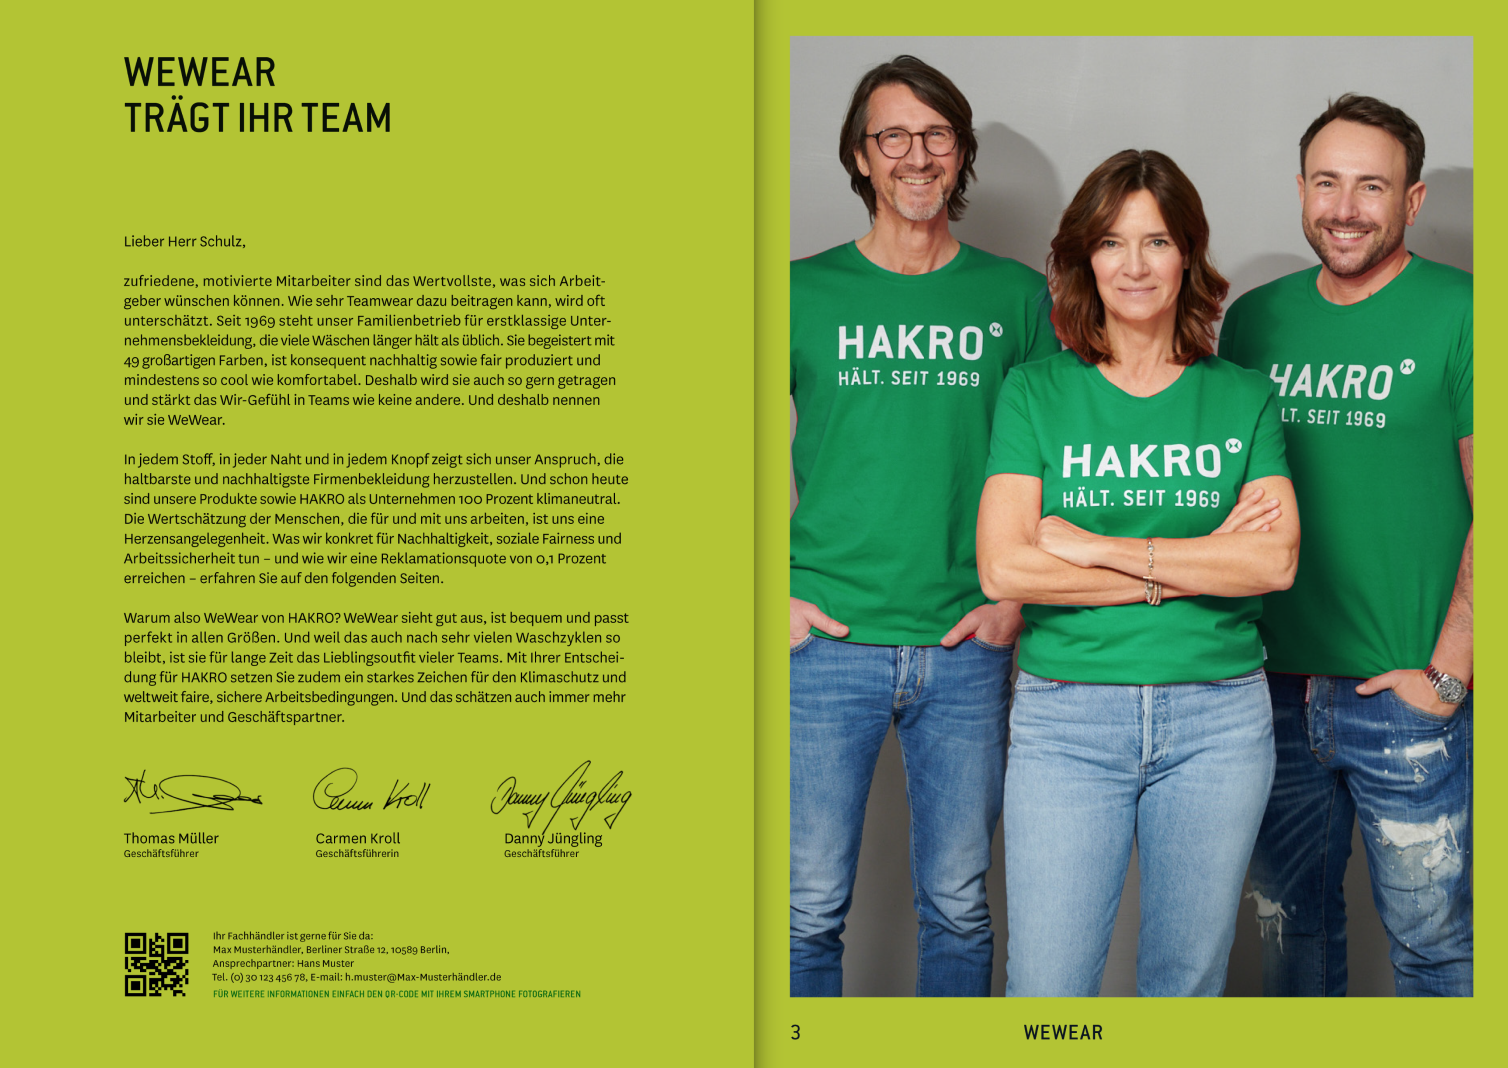 WEWEAR
TRÄGT IHR TEAM
Lieber Herr Schulz,
zufriedene, motivierte Mitarbeiter sind das Wertvollste, was sich Arbeit-
geber wünschen können. Wie sehr Teamwear dazu beitragen kann, wird oft
unterschätzt. Seit 1969 steht unser Familienbetrieb für erstklassige Unter-
nehmensbekleidung, die viele Wäschen länger hält als üblich. Sie begeistert mit
49 großartigen Farben, ist konsequent nachhaltig sowie fair produziert und
mindestens so cool wie komfortabel. Deshalb wird sie auch so gern getragen
und stärkt das Wir-Gefühl in Teams wie keine andere. Und deshalb nennen
wir sie WeWear.
In jedem Stoff, in jeder Naht und in jedem Knopf zeigt sich unser Anspruch, die
haltbarste und nachhaltigste Firmenbekleidung herzustellen. Und schon heute
sind unsere Produkte sowie HAKRO als Unternehmen 100 Prozent klimaneutral.
Die Wertschätzung der Menschen, die für und mit uns arbeiten, ist uns eine
Herzensangelegenheit. Was wir konkret für Nachhaltigkeit, soziale Fairness und
Arbeitssicherheit tun – und wie wir eine Reklamationsquote von 0,1 Prozent
erreichen – erfahren Sie auf den folgenden Seiten.
Warum also WeWear von HAKRO? WeWear sieht gut aus, ist bequem und passt
perfekt in allen Größen. Und weil das auch nach sehr vielen Waschzyklen so
bleibt, ist sie für lange Zeit das Lieblingsoutfit vieler Teams. Mit Ihrer Entschei-
dung für HAKRO setzen Sie zudem ein starkes Zeichen für den Klimaschutz und
weltweit faire, sichere Arbeitsbedingungen. Und das schätzen auch immer mehr
Mitarbeiter und Geschäftspartner.
Carmen Kroll
Danny Jüngling
Thomas Müller
Geschäftsführer
Carmen Kroll
Geschäftsführerin
Danny Jüngling
Geschäftsführer
Ihr Fachhändler ist gerne für Sie da:
Max Musterhändler, Berliner Straße 12, 10589 Berlin,
Ansprechpartner: Hans Muster
Tel. (0) 30 123 456 78, E-mail: h.muster@Max-Musterhändler.de
FÜR WEITERE INFORMATIONEN EINFACH DEN QR-CODE MIT IHREM SMARTPHONE FOTOGRAFIEREN
HAKRO
HÄLT. SEIT 1969
HAKRO
HÄLT. SEIT 1969
HAKRO
LT. SEIT 1969
3
WEWEAR